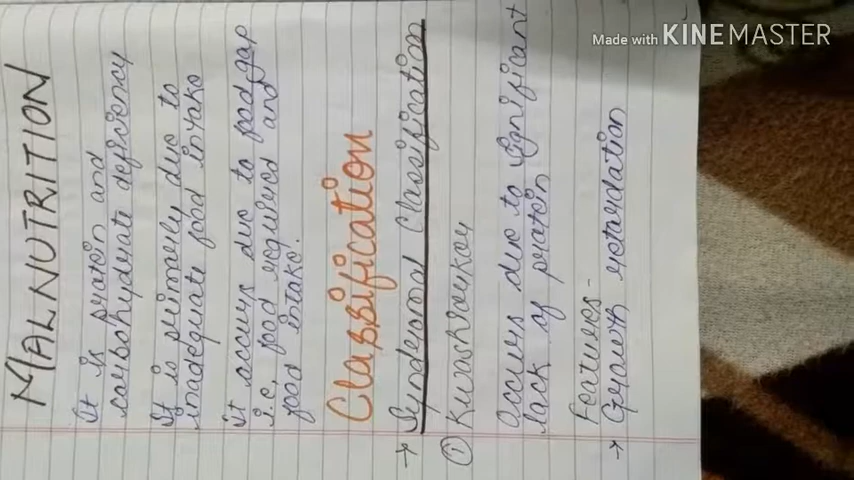 MALNUTRITION
It is protein and
carbohydrate deficiency
It is primerly due to
inadequate food intake
it occurs due to food gap
i.e, food required and
food intake.
Classification
→ Syndromal Classification
① Kwashiorkor
occurs due to significant
lack of protein
Features-
→ Growth retardation
Made with KINEMASTER